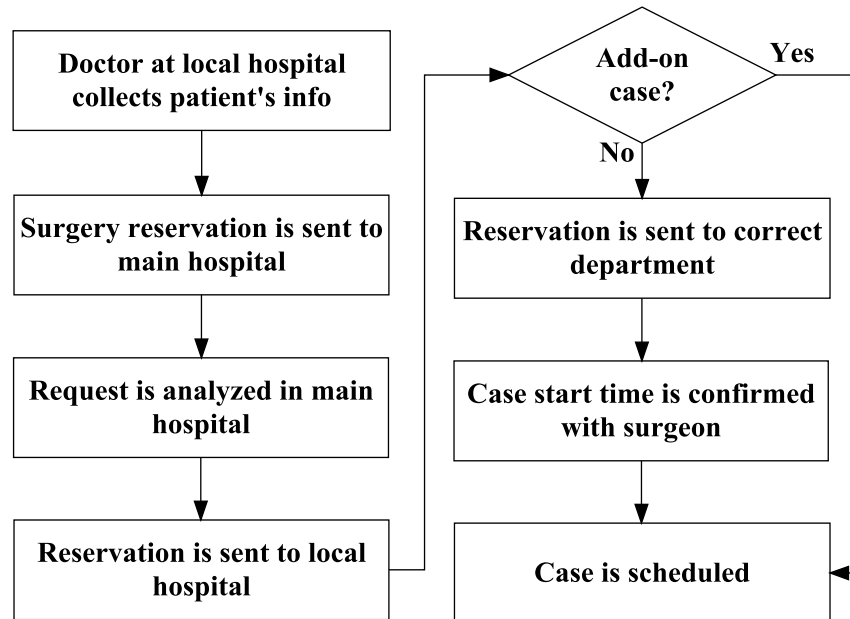 Doctor at local hospital
collects patient's info
Surgery reservation is sent to
main hospital
Request is analyzed in main
hospital
Reservation is sent to local
hospital
Add-on
case?
Yes
No
Reservation is sent to correct
department
Case start time is confirmed
with surgeon
Case is scheduled